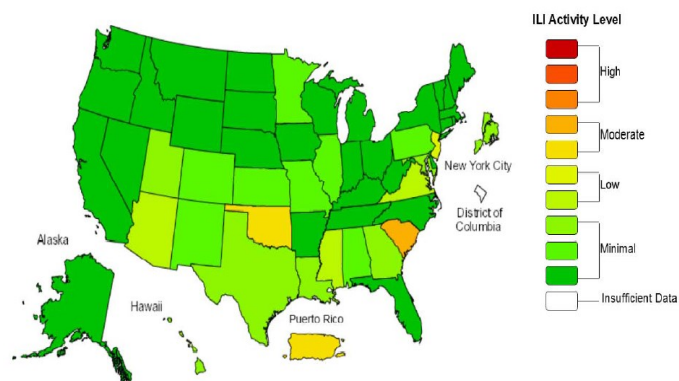 ILI Activity Level
High
Moderate
Low
Minimal
Insufficient Data
New York City
District of
Columbia
Alaska
Hawaii
Puerto Rico